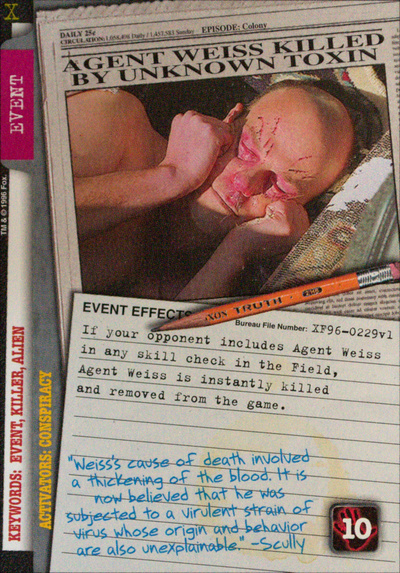 X
EVENT
TM & © 1996 Fox.
KEYWORDS: EVENT, KILLER, ALIEN
ACTIVATORS: CONSPIRACY
DAILY 25¢
EPISODE: Colony
CIRCULATION: 1,058,498 Daily / 1,457,583 Sunday
AGENT WEISS KILLED
BY UNKNOWN TOXIN
TRUTH
EVENT EFFECTS
Bureau File Number: XF96-0229v1
If your opponent includes Agent Weiss
in any skill check in the Field,
Agent Weiss is instantly killed
and removed from the game.
"Weiss's cause of death involved
a thickening of the blood. It is
now believed that he was
subjected to a virulent strain of
virus whose origin and behavior
are also unexplainable." -Scully
10